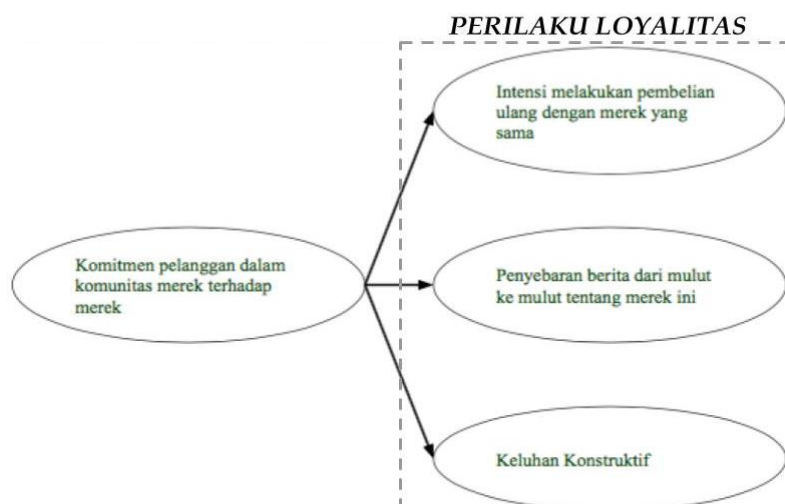 PERILAKU LOYALITAS
Intensi melakukan pembelian
ulang dengan merek yang
sama
Komitmen pelanggan dalam
komunitas merek terhadap
merek
Penyebaran berita dari mulut
ke mulut tentang merek ini
Keluhan Konstruktif